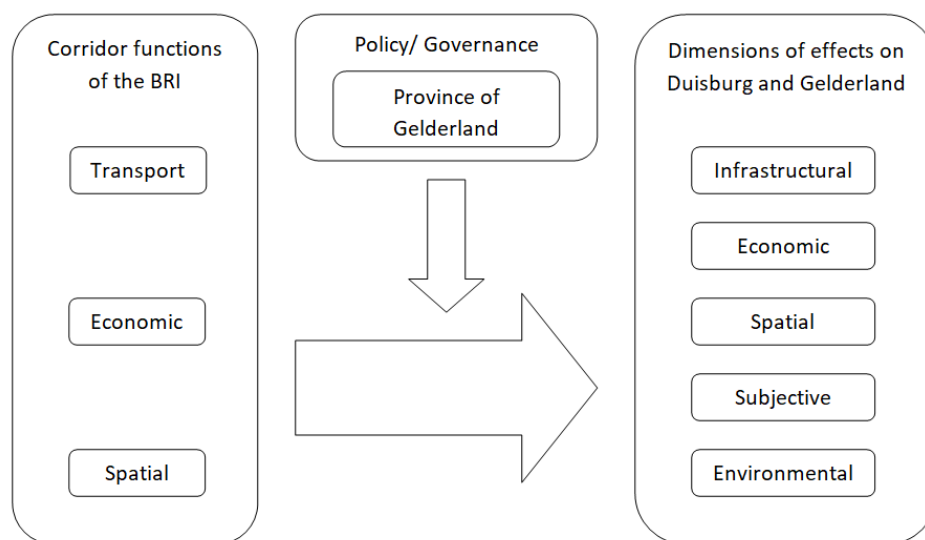 Corridor functions
of the BRI
Transport
Economic
Spatial
Policy/ Governance
Province of
Gelderland
Dimensions of effects on
Duisburg and Gelderland
Infrastructural
Economic
Spatial
Subjective
Environmental